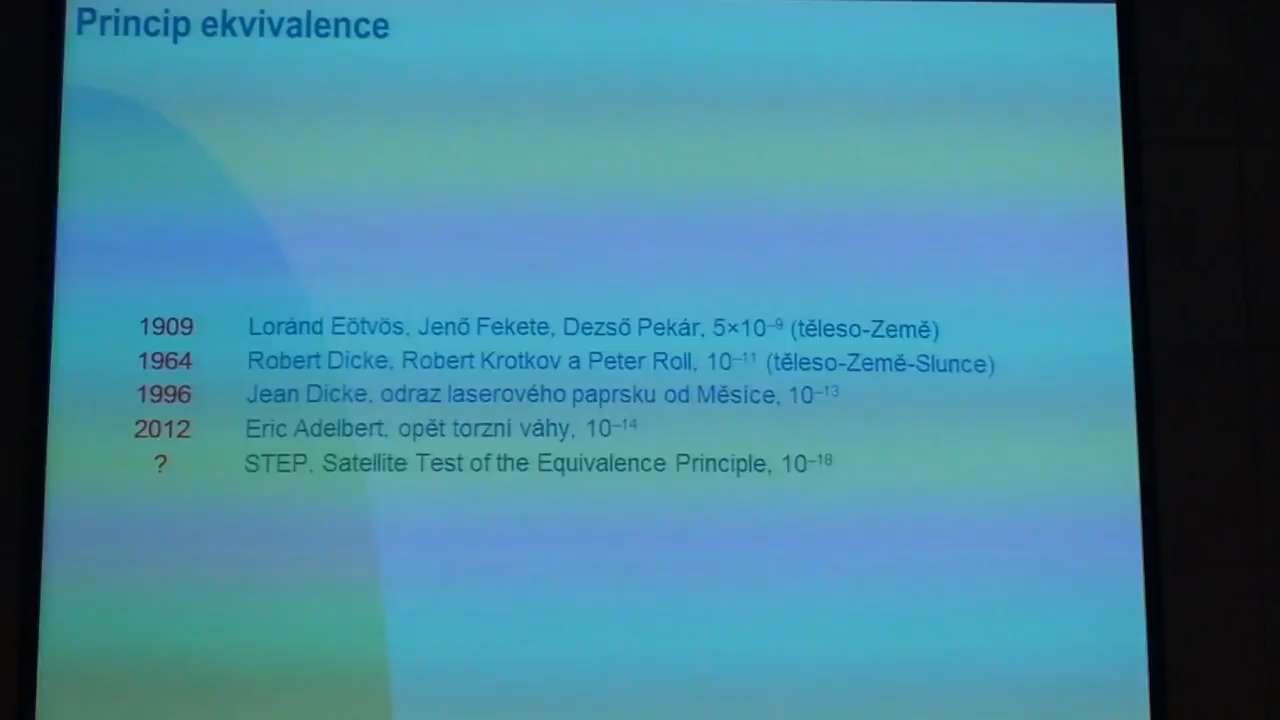 Princip ekvivalence
1909 Loránd Eötvös, Jenő Fekete, Dezső Pekár, 5×10⁻⁹ (těleso-Země)
1964 Robert Dicke, Robert Krotkov a Peter Roll, 10⁻¹¹ (těleso-Země-Slunce)
1996 Jean Dicke, odraz laserového paprsku od Měsíce, 10⁻¹³
2012 Eric Adelbert, opět torzní váhy, 10⁻¹⁴
? STEP, Satellite Test of the Equivalence Principle, 10⁻¹⁸